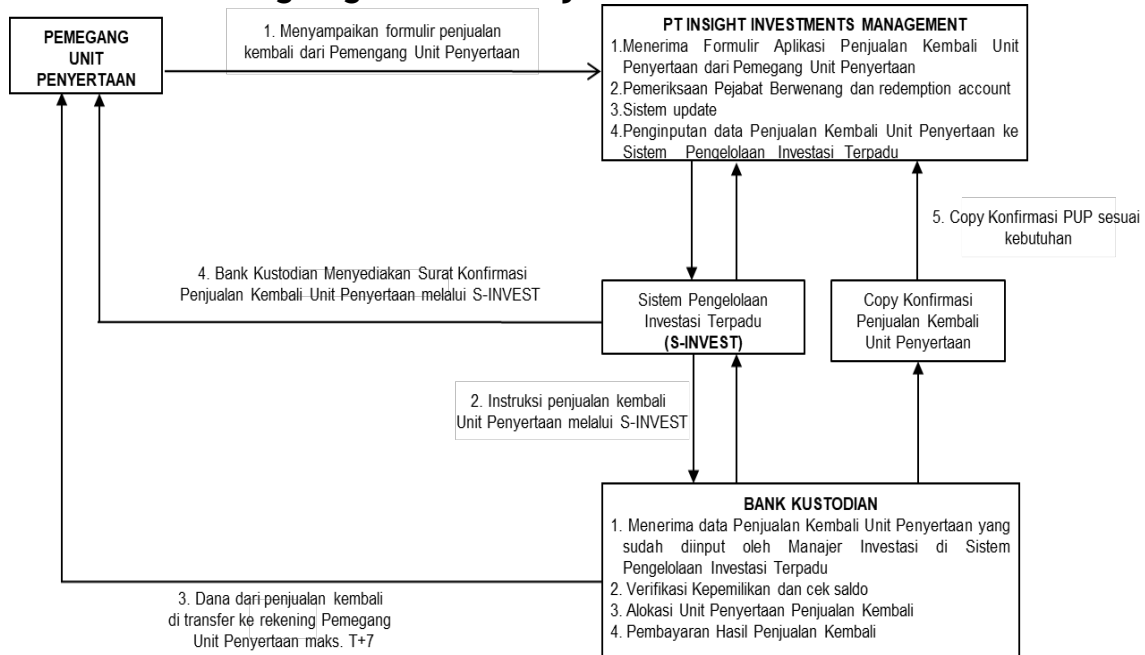 PEMEGANG
UNIT
PENYERTAAN
1. Menyampaikan formulir penjualan
kembali dari Pemengang Unit Penyertaan
PT INSIGHT INVESTMENTS MANAGEMENT
1.Menerima Formulir Aplikasi Penjualan Kembali Unit
Penyertaan dari Pemegang Unit Penyertaan
2.Pemeriksaan Pejabat Berwenang dan redemption account
3.Sistem update
4.Penginputan data Penjualan Kembali Unit Penyertaan ke
Sistem Pengelolaan Investasi Terpadu
5. Copy Konfirmasi PUP sesuai
kebutuhan
4. Bank Kustodian Menyediakan Surat Konfirmasi
Penjualan Kembali Unit Penyertaan melalui S-INVEST
Sistem Pengelolaan
Investasi Terpadu
(S-INVEST)
Copy Konfirmasi
Penjualan Kembali
Unit Penyertaan
2. Instruksi penjualan kembali
Unit Penyertaan melalui S-INVEST
BANK KUSTODIAN
1. Menerima data Penjualan Kembali Unit Penyertaan yang
sudah diinput oleh Manajer Investasi di Sistem
Pengelolaan Investasi Terpadu
2. Verifikasi Kepemilikan dan cek saldo
3. Alokasi Unit Penyertaan Penjualan Kembali
4. Pembayaran Hasil Penjualan Kembali
3. Dana dari penjualan kembali
di transfer ke rekening Pemegang
Unit Penyertaan maks. T+7